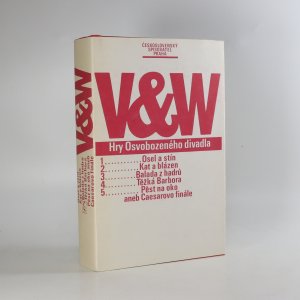 ČESKOSLOVENSKÝ
SPISOVATEL
PRAHA
V&W
Hry Osvobozeného divadla
1 .......... Osel a stín
2 .......... Kat a blázen
3 .......... Balada z hadrů
4 .......... Těžká Barbora
5 .......... Pěst na oko
aneb Caesarovo finále
V&W